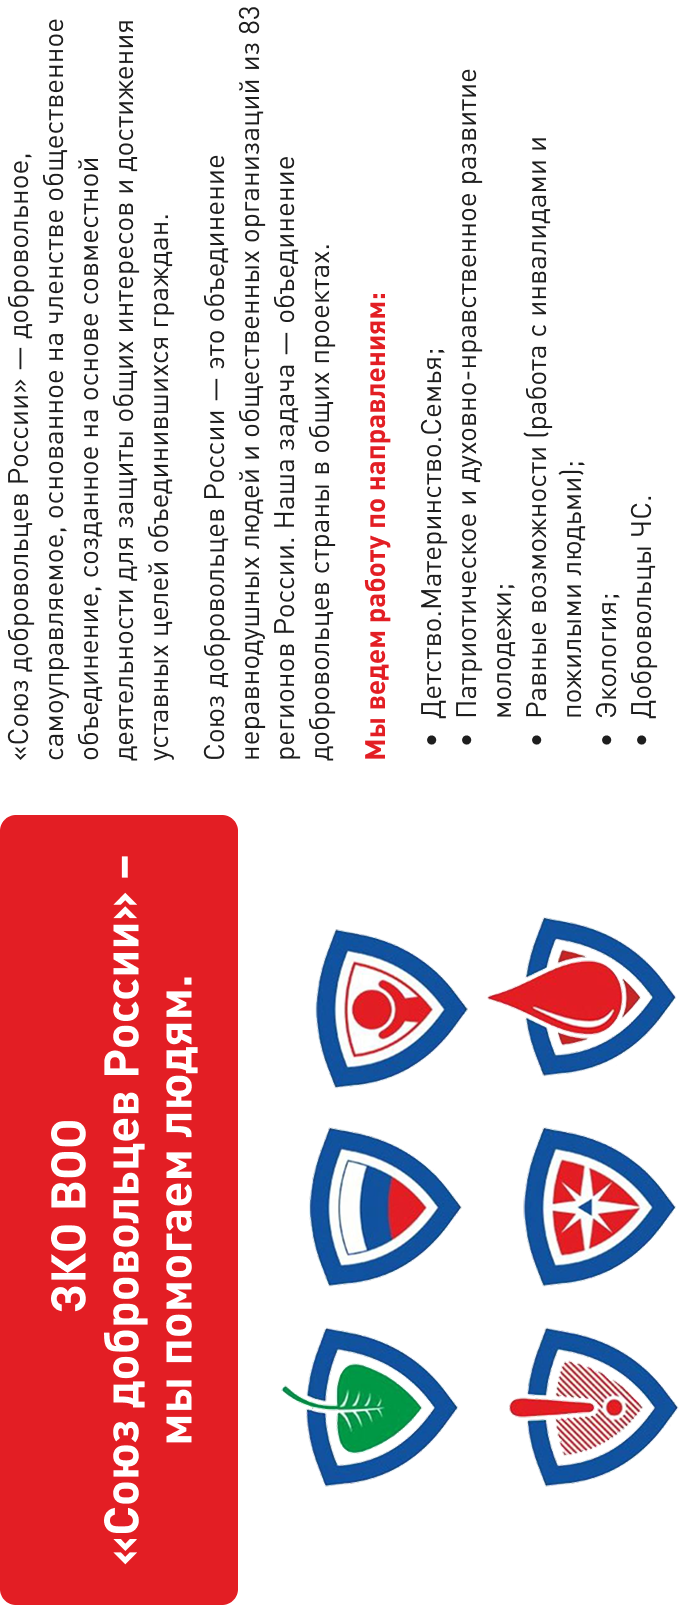 ЗКО ВОО
«Союз добровольцев России» –
мы помогаем людям.
«Союз добровольцев России» — добровольное,
самоуправляемое, основанное на членстве общественное
объединение, созданное на основе совместной
деятельности для защиты общих интересов и достижения
уставных целей объединившихся граждан.
Союз добровольцев России — это объединение
неравнодушных людей и общественных организаций из 83
регионов России. Наша задача — объединение
добровольцев страны в общих проектах.
Мы ведем работу по направлениям:
• Детство.Материнство.Семья;
• Патриотическое и духовно-нравственное развитие
молодежи;
• Равные возможности (работа с инвалидами и
пожилыми людьми);
• Экология;
• Добровольцы ЧС.